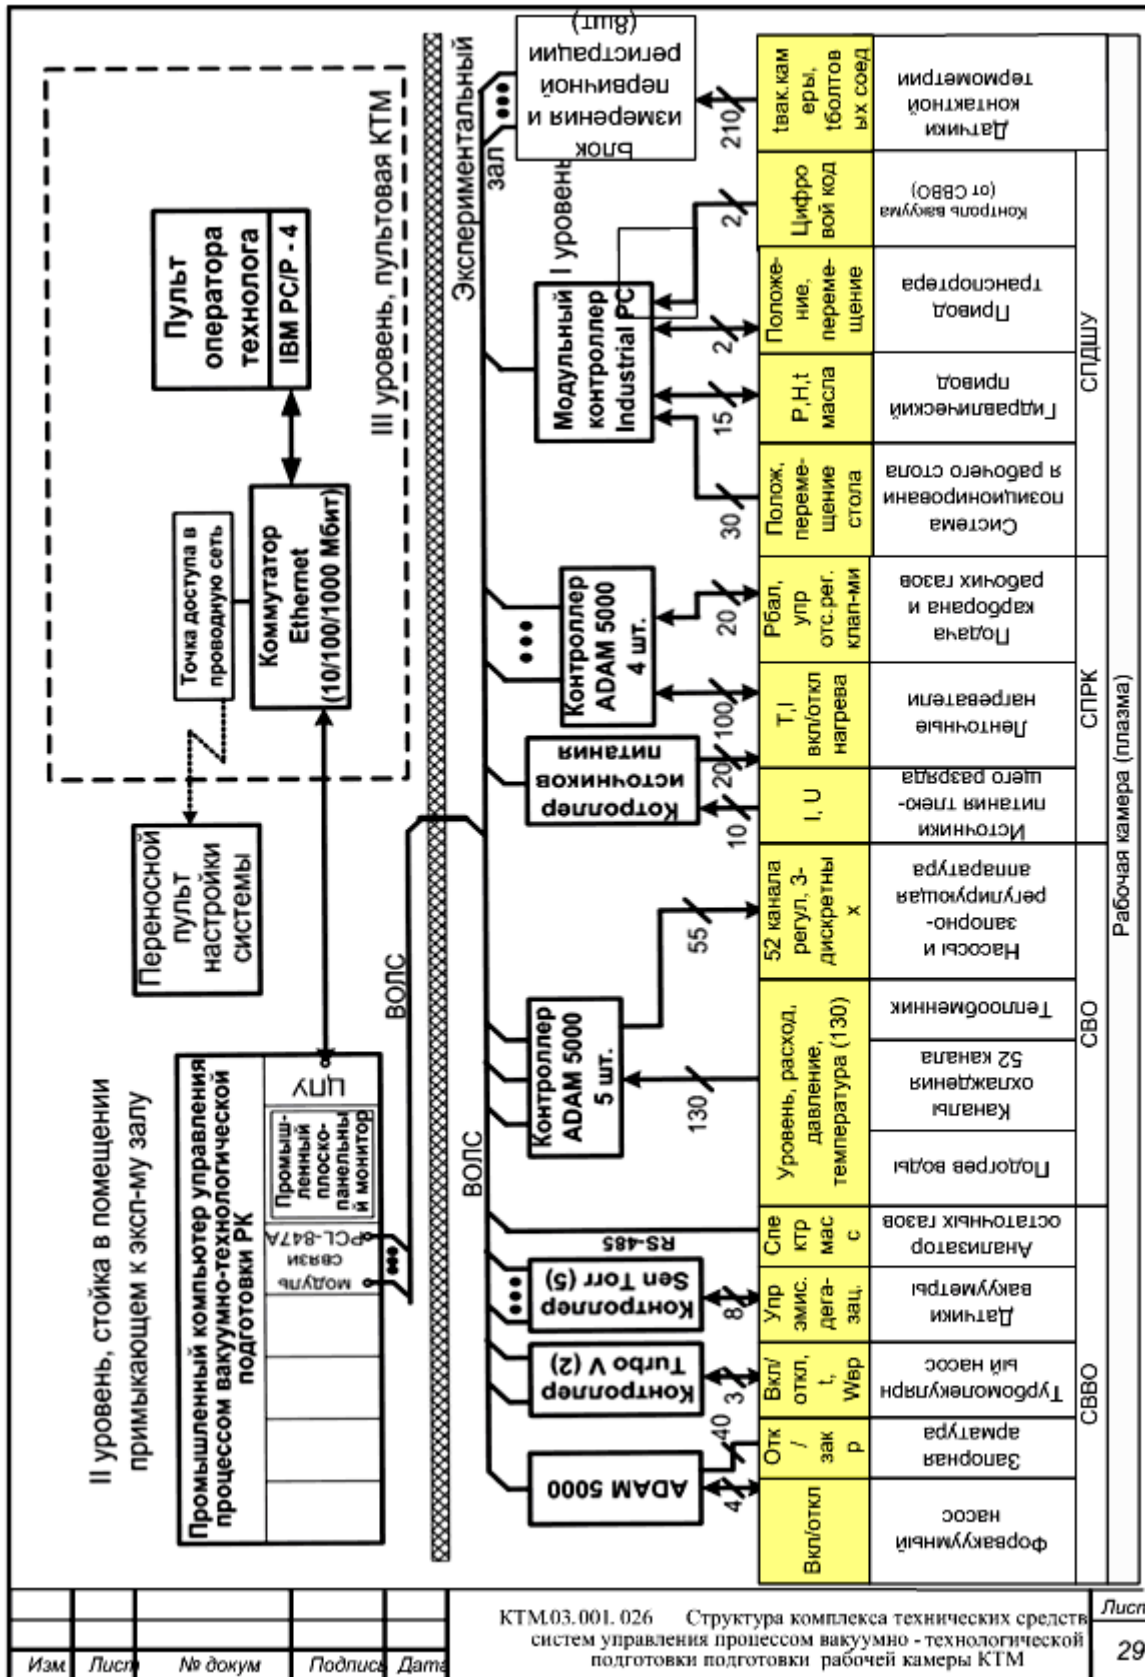 III уровень, пультовая КТМ
Пульт
оператора
технолога
IBM PC/P - 4
Точка доступа в
проводную сеть
Коммутатор
Ethernet
(10/100/1000 Мбит)
Переносной
пульт
настройки
системы
II уровень, стойка в помещении
примыкающем к эксп-му залу
Промышленный компьютер управления
процессом вакумно-технологической
подготовки РК
модуль
связи
PCL-847A
Промыш-
ленный
плоско-
панельны
й монитор
ЦПУ
ВОЛС
Экспериментальный
зал
I уровень
ВОЛС
ADAM 5000
Контроллер
Turbo V (2)
Контроллер
Sen Torr (5)
RS-485
Контроллер
ADAM 5000
5 шт.
Котроллер
источников
питания
Контроллер
ADAM 5000
4 шт.
Модульный
контроллер
Industrial PC
Блок
измерения и
первичной
регистрации
(8шт)
4
40
3
8
130
55
10
20
100
20
30
15
2
2
210
Вкл/откл
Отк
/
зак
р
Вкл/
откл,
t,
Wвр
Упр
эмис.
дега-
зац.
Спе
ктр
мас
с
Уровень, расход,
давление,
температура (130)
52 канала
регул, 3-
дискретны
х
I, U
T,I
вкл/откл
нагрева
Рбал,
упр
отс.рег.
клап-ми
Полож,
переме-
щение
стола
P,H,t
масла
Положе-
ние,
переме-
щение
Цифро
вой код
tвак.кам
еры,
tболтов
ых соед
Форвакумный
насос
Запорная
арматура
Турбомолекулярн
ый насос
Датчики
вакуметры
Анализатор
остаточных газов
Подогрев воды
Каналы
охлаждения
52 канала
Теплообменник
Насосы и
запорно-
регулирующая
аппаратура
Источники
питания тлею-
щего разряда
Ленточные
нагреватели
Подача
карборана и
рабочих газов
Система
позиционировани
я рабочего стола
Гидравлический
привод
Привод
транспортера
Контроль вакуума
(от СВВО)
Датчики
контактной
термометрии
СВВО
СВО
СПРК
СПДШУ
Рабочая камера (плазма)
КТМ.03.001. 026 Структура комплекса технических средств
систем управления процессом вакуумно - технологической
подготовки подготовки рабочей камеры КТМ
Лист
29
Изм Лист № докум Подпись Дата